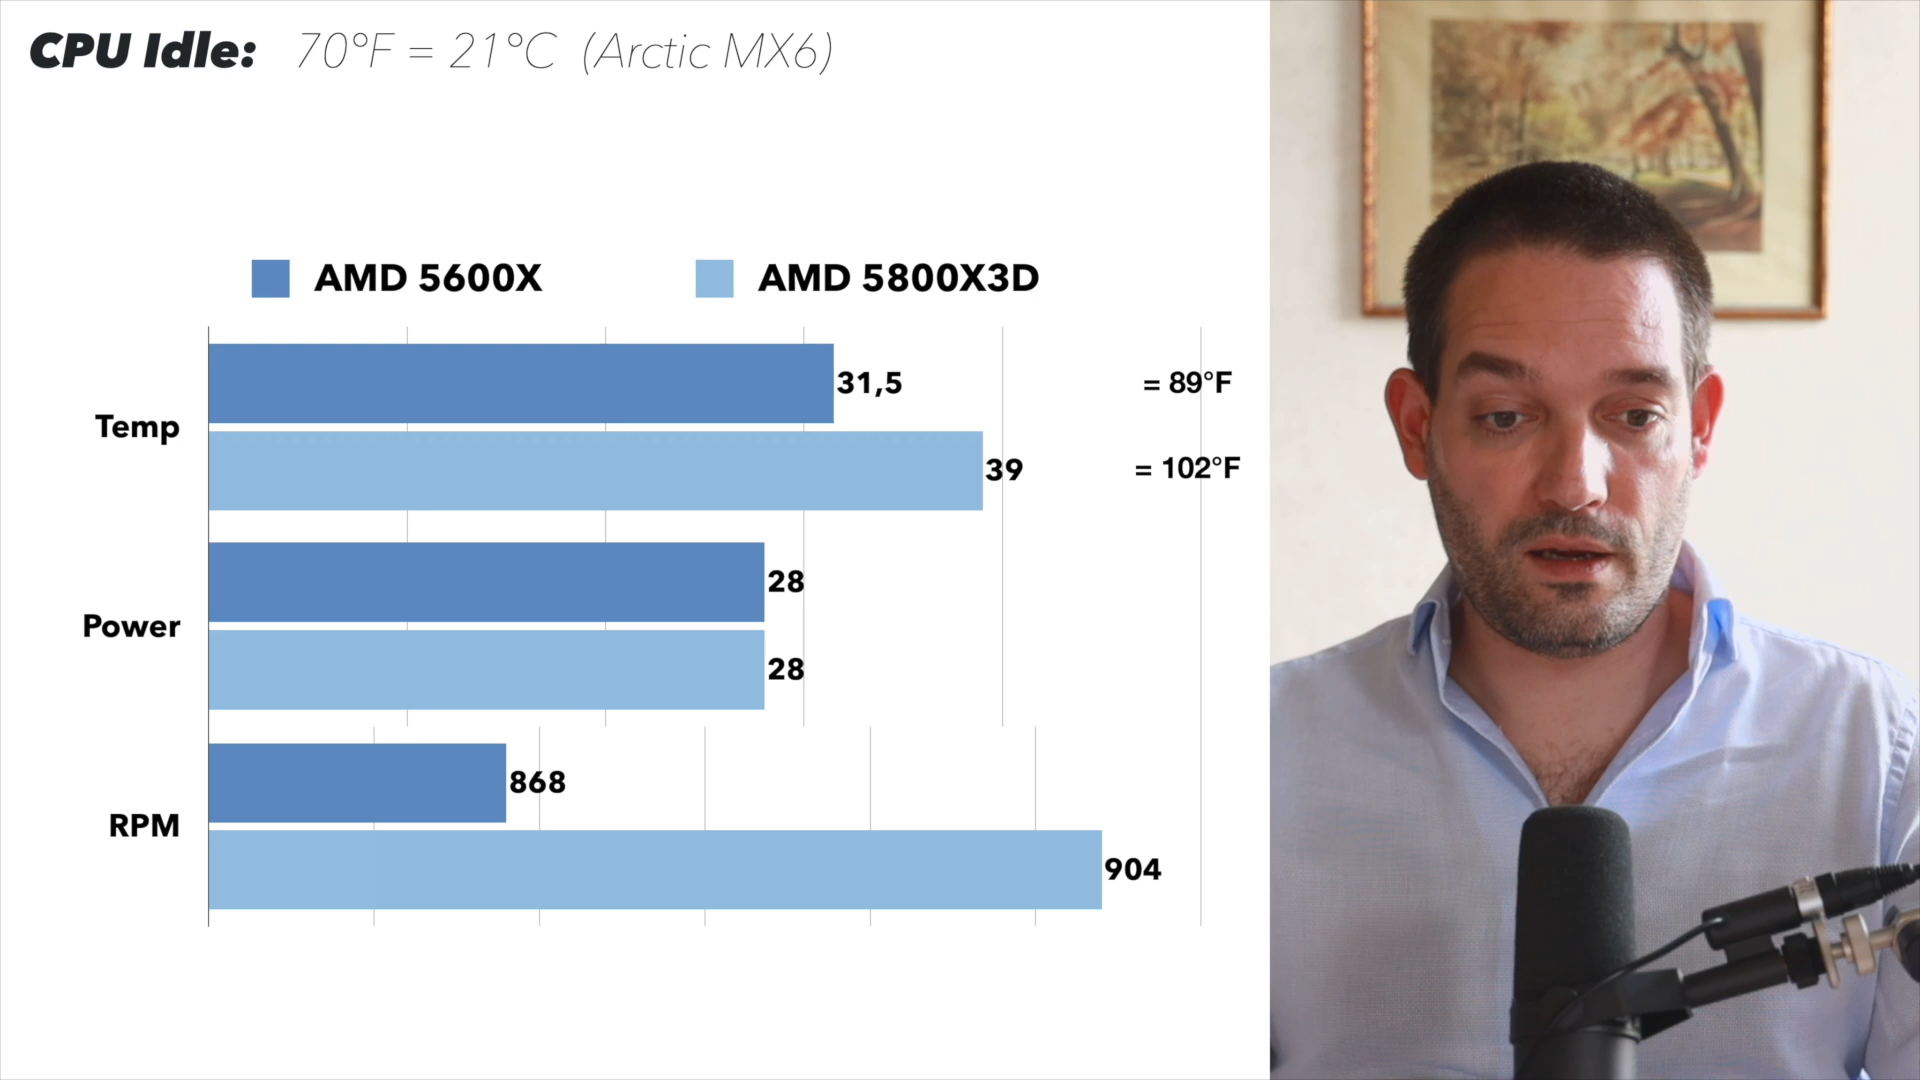 CPU Idle: 70°F = 21°C (Arctic MX6)
AMD 5600X AMD 5800X3D
31,5 = 89°F
Temp
39 = 102°F
28
Power
28
868
RPM
904